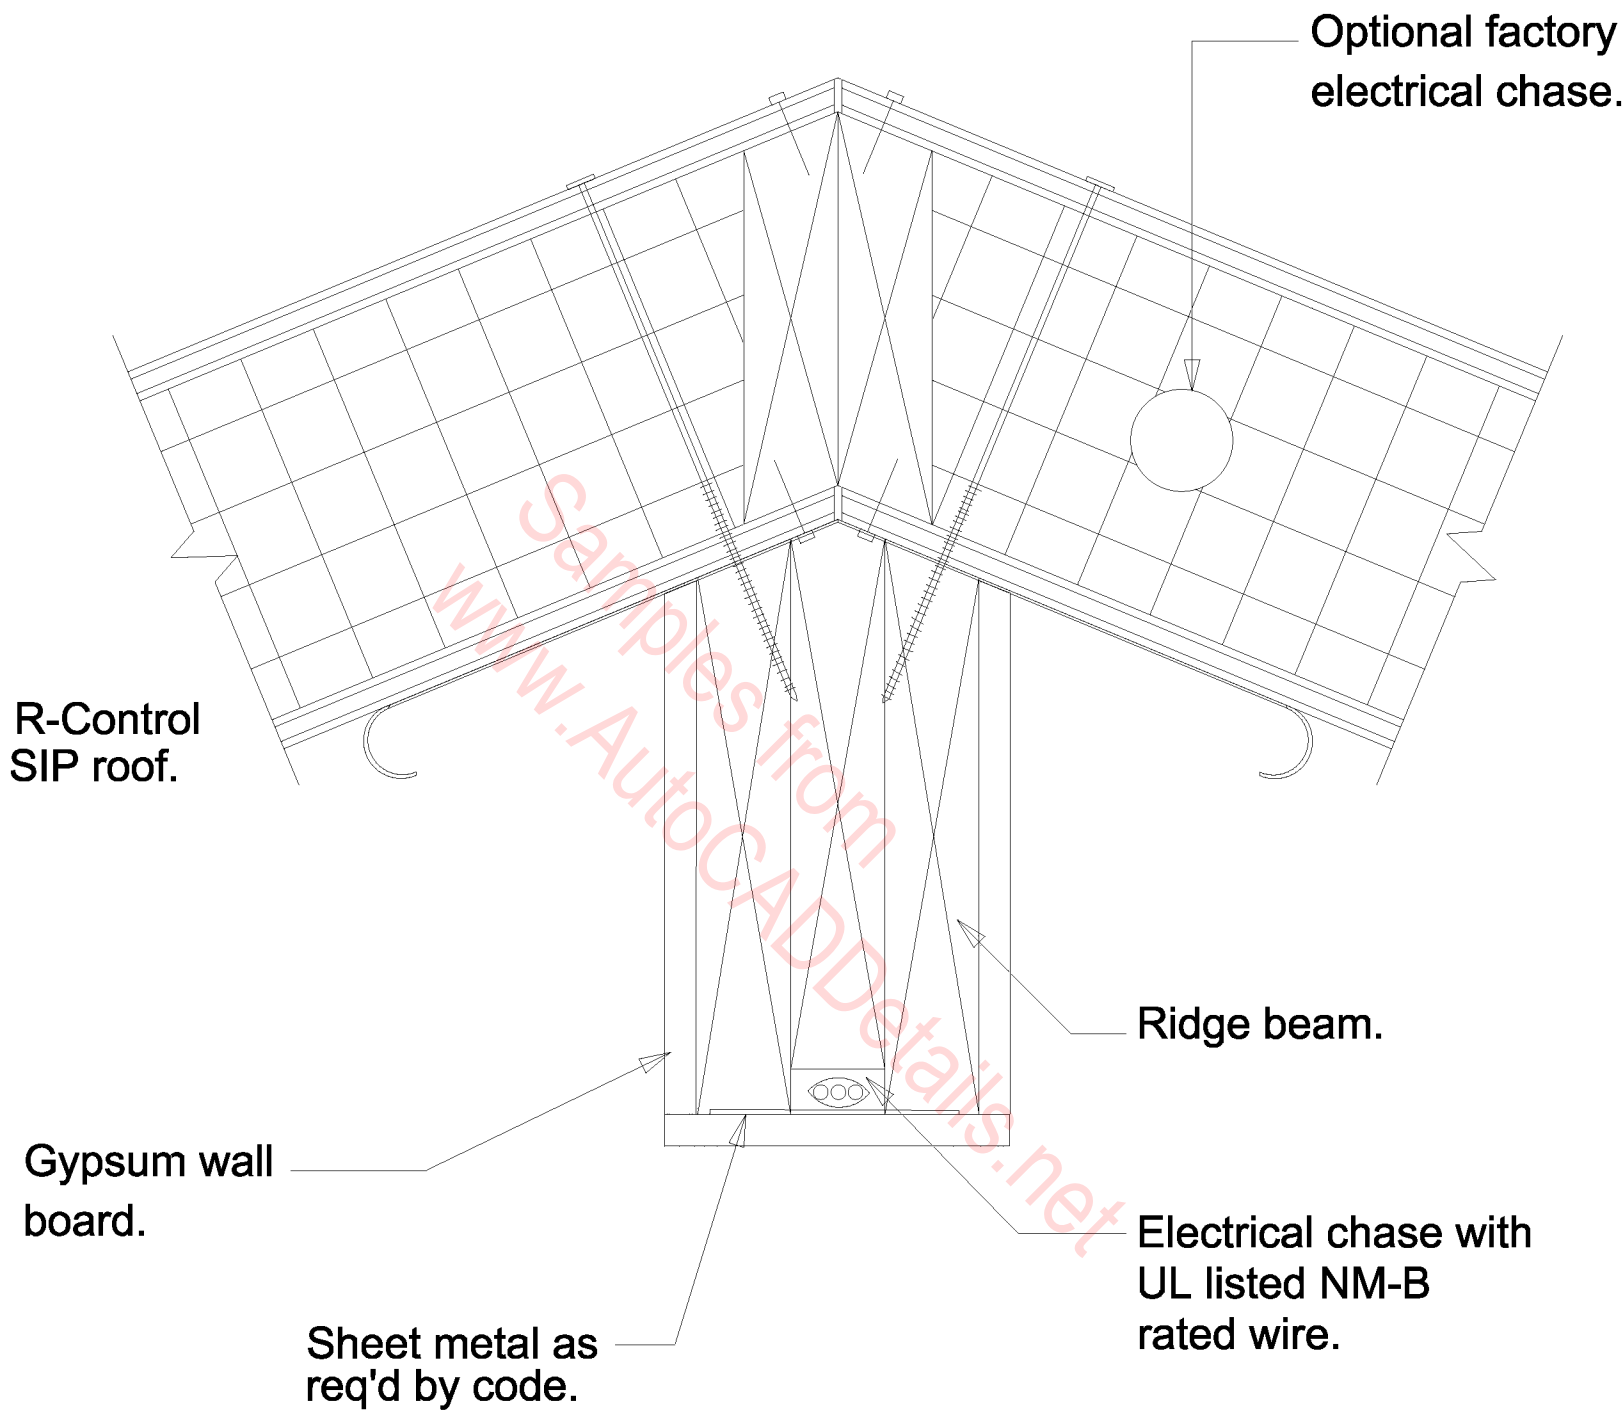 Optional factory
electrical chase.
R-Control
SIP roof.
Samples from
www.AutoCADDetails.net
Ridge beam.
Gypsum wall
board.
Electrical chase with
UL listed NM-B
rated wire.
Sheet metal as
req'd by code.